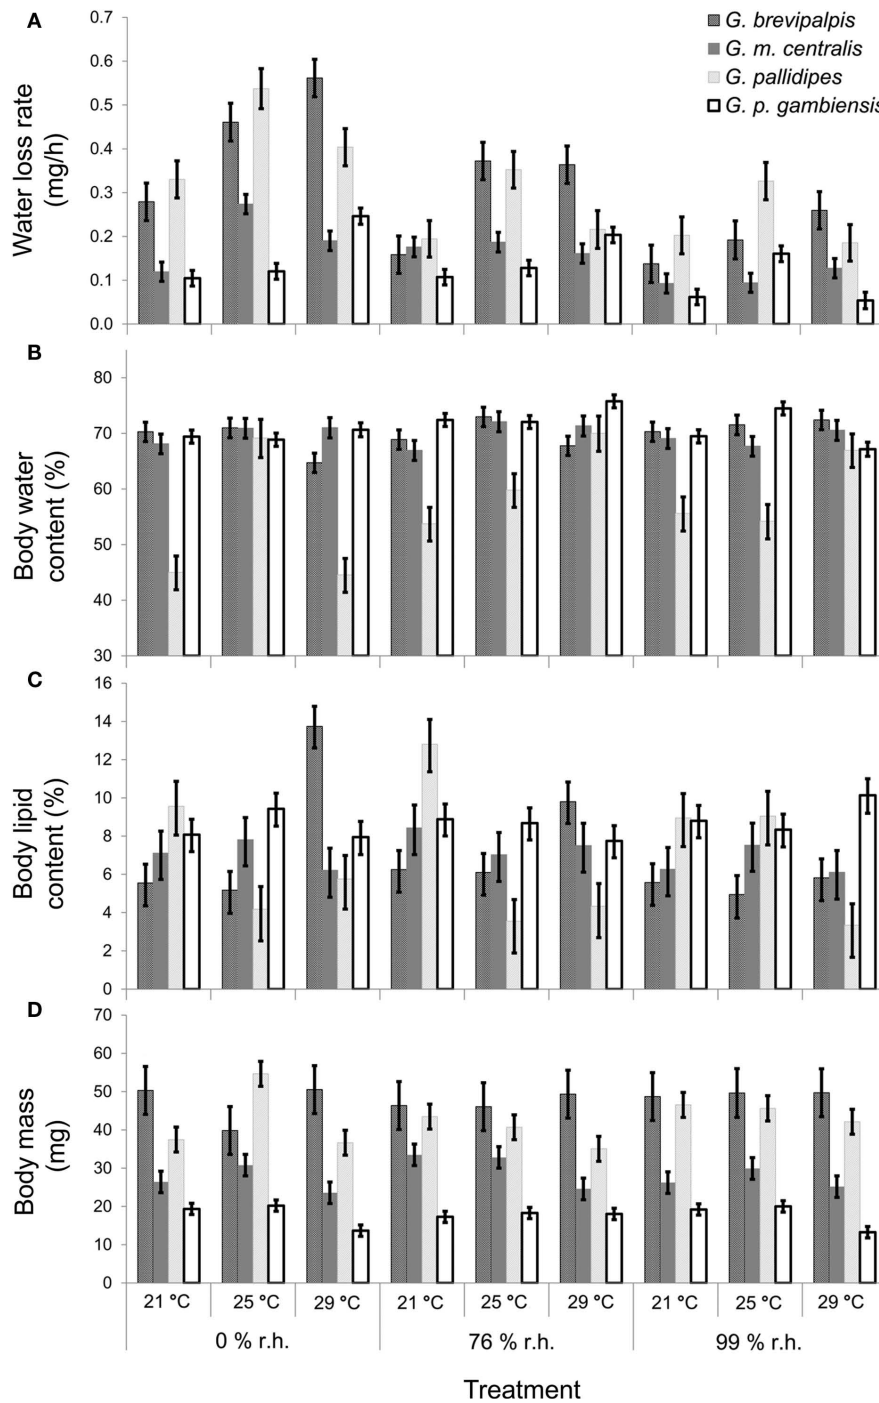 A
Water loss rate
(mg/h)
0.7
0.6
0.5
0.4
0.3
0.2
0.1
0.0
G. brevipalpis
G. m. centralis
G. pallidipes
G. p. gambiensis
B
Body water
content (%)
80
70
60
50
40
30
C
Body lipid
content (%)
16
14
12
10
8
6
4
2
0
D
Body mass
(mg)
70
60
50
40
30
20
10
0
21 °C 25 °C 29 °C 21 °C 25 °C 29 °C 21 °C 25 °C 29 °C
0 % r.h. 76 % r.h. 99 % r.h.
Treatment